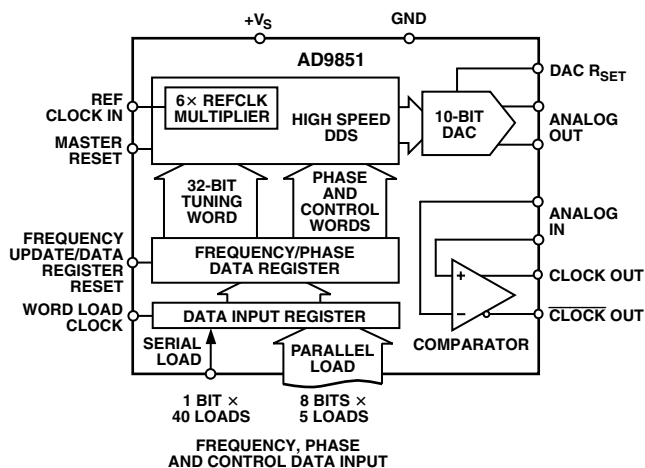 +VS
GND
AD9851
REF
CLOCK IN
6× REFCLK
MULTIPLIER
HIGH SPEED
DDS
10-BIT
DAC
DAC RSET
ANALOG
OUT
MASTER
RESET
32-BIT
TUNING
WORD
PHASE
AND
CONTROL
WORDS
ANALOG
IN
FREQUENCY
UPDATE/DATA
REGISTER
RESET
FREQUENCY/PHASE
DATA REGISTER
+
–
CLOCK OUT
CLOCK OUT
COMPARATOR
WORD LOAD
CLOCK
DATA INPUT REGISTER
SERIAL
LOAD
PARALLEL
LOAD
1 BIT ×
40 LOADS
8 BITS ×
5 LOADS
FREQUENCY, PHASE
AND CONTROL DATA INPUT